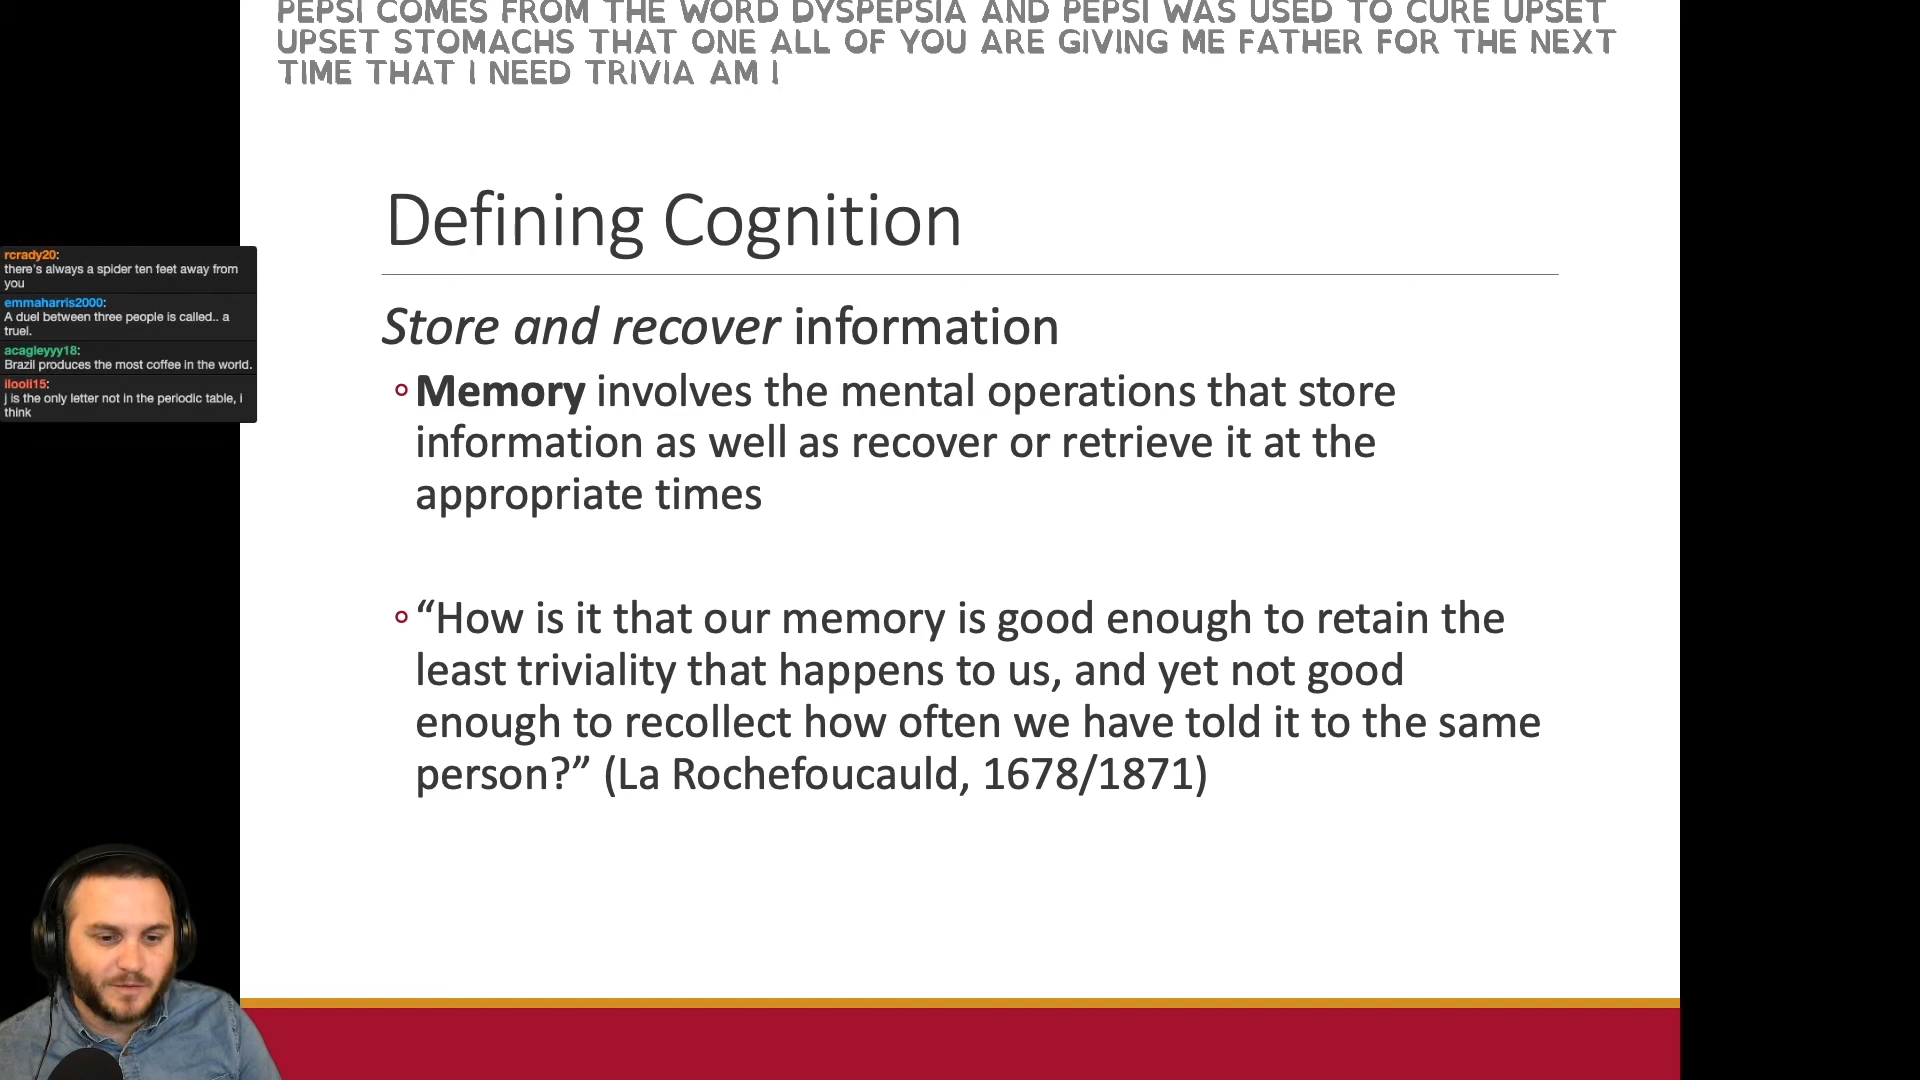 PEPSI COMES FROM THE WORD DYSPEPSIA AND PEPSI WAS USED TO CURE UPSET
UPSET STOMACHS THAT ONE ALL OF YOU ARE GIVING ME FATHER FOR THE NEXT
TIME THAT I NEED TRIVIA AM I
Defining Cognition
rcrady20:
there's always a spider ten feet away from
you
emmaharris2000:
A duel between three people is called.. a
truel.
acagleyyy18:
Brazil produces the most coffee in the world.
ilooli15:
j is the only letter not in the periodic table, i
think
Store and recover information
Memory involves the mental operations that store
information as well as recover or retrieve it at the
appropriate times
“How is it that our memory is good enough to retain the
least triviality that happens to us, and yet not good
enough to recollect how often we have told it to the same
person?” (La Rochefoucauld, 1678/1871)